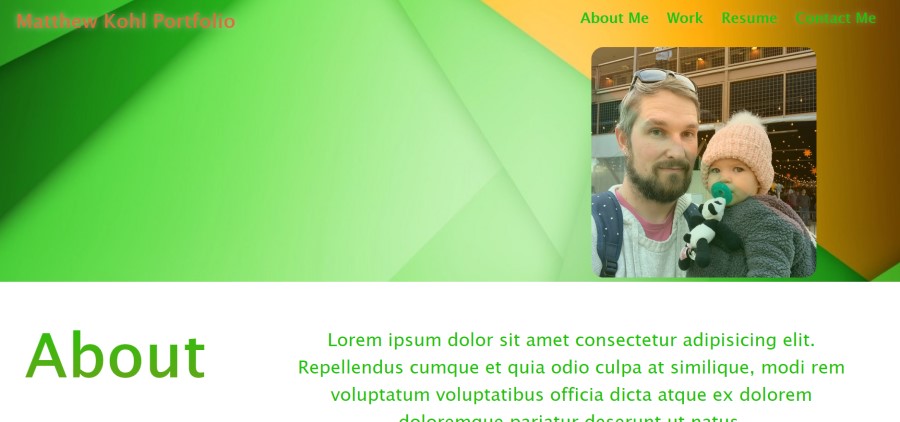 Matthew Kohl Portfolio
About Me Work Resume Contact Me
About
Lorem ipsum dolor sit amet consectetur adipisicing elit.
Repellendus cumque et quia odio culpa at similique, modi rem
voluptatum voluptatibus officia dicta atque ex dolorem
doloremque pariatur deserunt ut natus